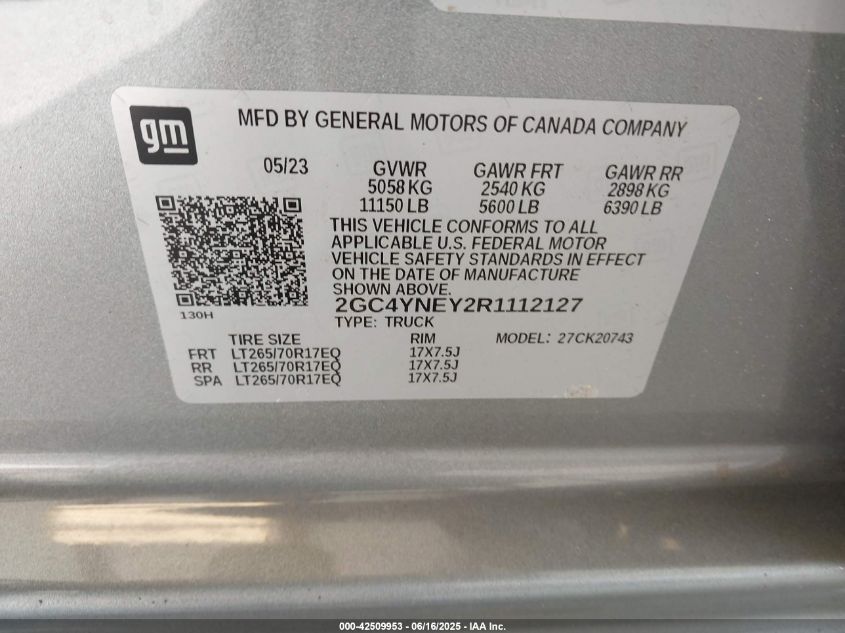 gm
MFD BY GENERAL MOTORS OF CANADA COMPANY
05/23
GVWR GAWR FRT GAWR RR
5058 KG 2540 KG 2898 KG
11150 LB 5600 LB 6390 LB
THIS VEHICLE CONFORMS TO ALL
APPLICABLE U.S. FEDERAL MOTOR
VEHICLE SAFETY STANDARDS IN EFFECT
ON THE DATE OF MANUFACTURE
SHOWN ABOVE.
2GC4YNEY2R1112127
130H
TYPE: TRUCK
TIRE SIZE RIM MODEL: 27CK20743
FRT LT265/70R17EQ 17X7.5J
RR LT265/70R17EQ 17X7.5J
SPA LT265/70R17EQ 17X7.5J
000-42509953 - 06/16/2025 - IAA Inc.